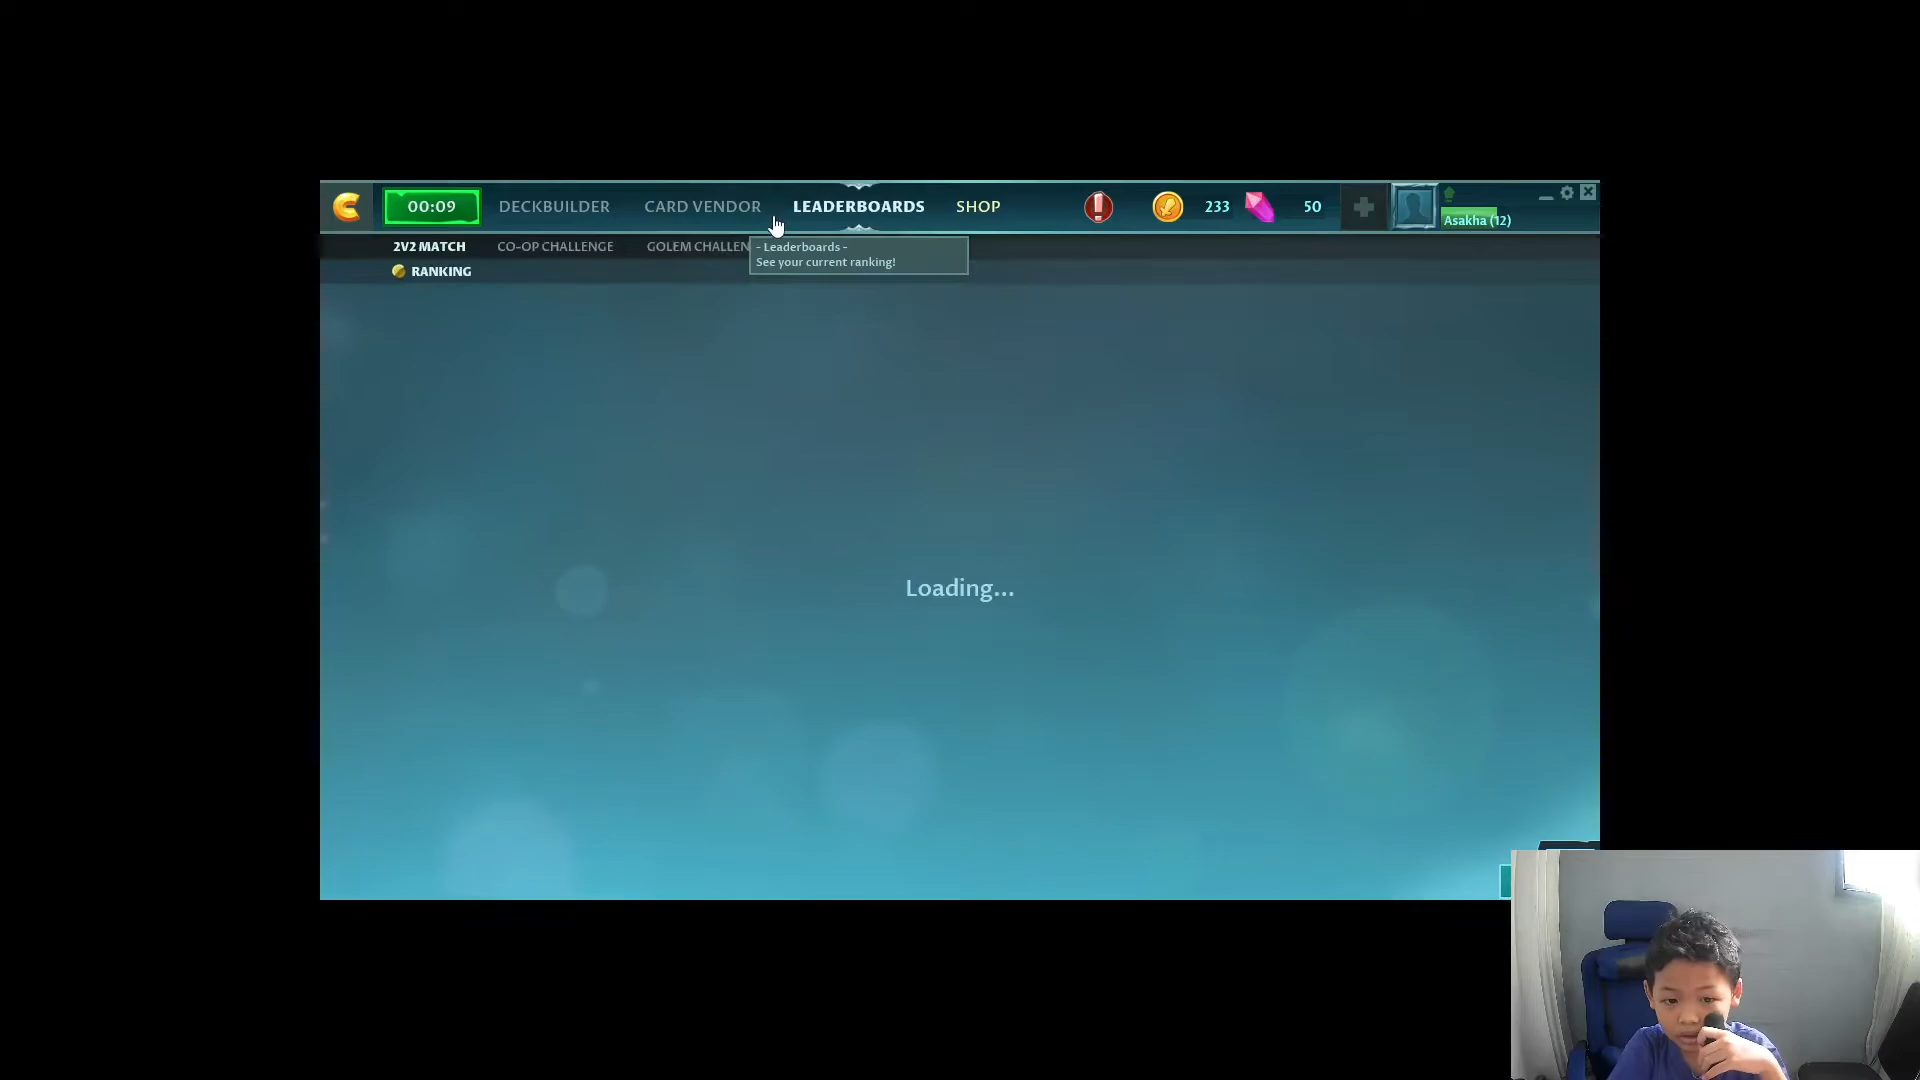 00:09 DECKBUILDER CARD VENDOR LEADERBOARDS SHOP 233 50 Asakha (12)
2V2 MATCH CO-OP CHALLENGE GOLEM CHALLEN
- Leaderboards -
See your current ranking!
RANKING
Loading...